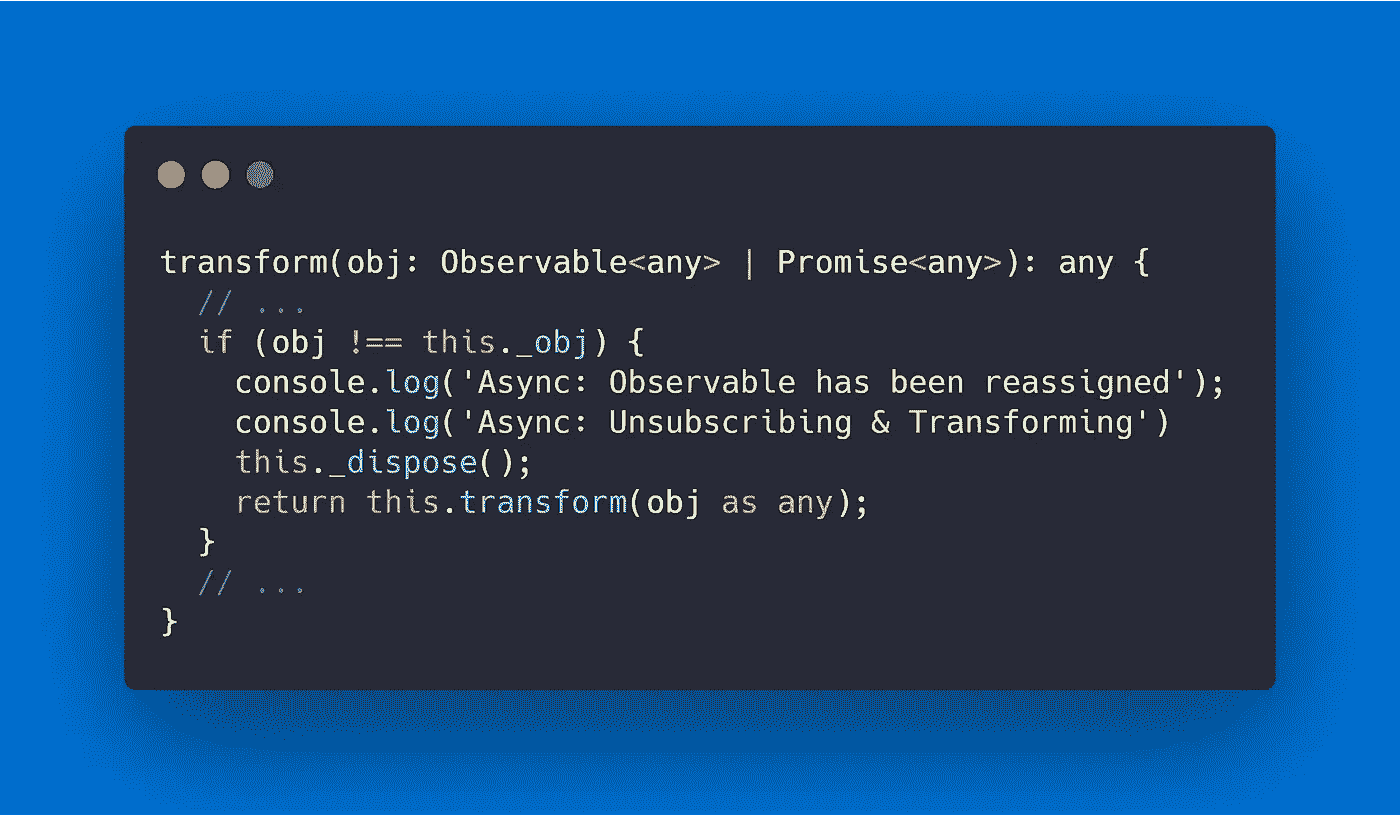 transform(obj: Observable<any> | Promise<any>): any {
  // ...
  if (obj !== this._obj) {
    console.log('Async: Observable has been reassigned');
    console.log('Async: Unsubscribing & Transforming')
    this._dispose();
    return this.transform(obj as any);
  }
  // ...
}